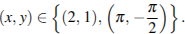 (x, y) ∈ {(2, 1), (π, −π/2)}.